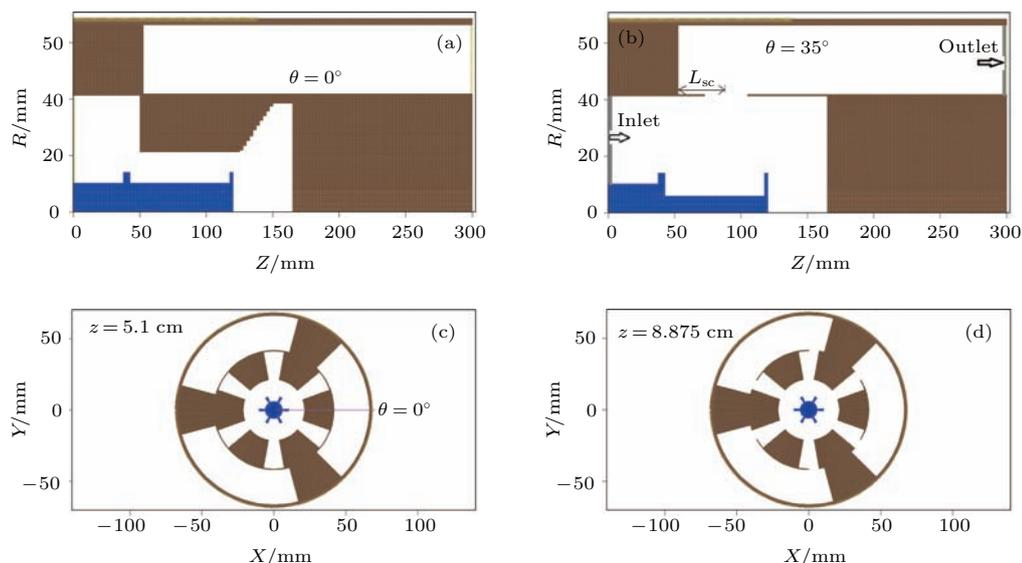 (a)
θ = 0°
R/mm
50
40
20
0
0
50
100
150
200
250
300
Z/mm
(b)
θ = 35°
Outlet
L_sc
Inlet
R/mm
50
40
20
0
0
50
100
150
200
250
300
Z/mm
z = 5.1 cm
(c)
θ = 0°
Y/mm
50
0
−50
−100
−50
0
50
100
X/mm
z = 8.875 cm
(d)
Y/mm
50
0
−50
−100
−50
0
50
100
X/mm